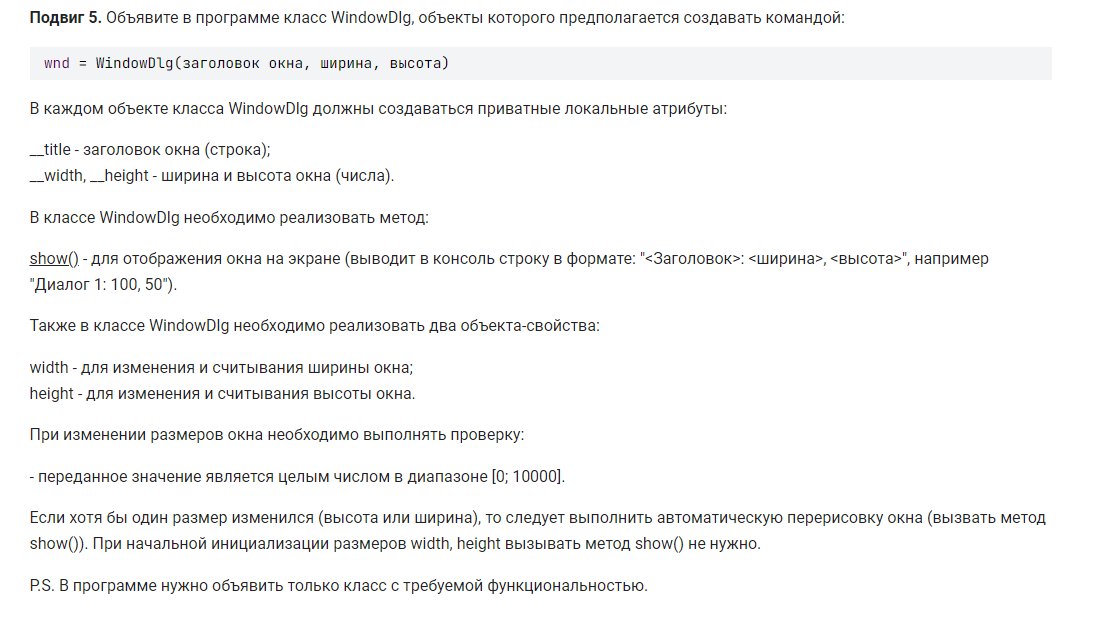 Подвиг 5. Объявите в программе класс WindowDlg, объекты которого предполагается создавать командой:
wnd = WindowDlg(заголовок окна, ширина, высота)
В каждом объекте класса WindowDlg должны создаваться приватные локальные атрибуты:
__title - заголовок окна (строка);
__width, __height - ширина и высота окна (числа).
В классе WindowDlg необходимо реализовать метод:
show() - для отображения окна на экране (выводит в консоль строку в формате: "<Заголовок>: <ширина>, <высота>", например
"Диалог 1: 100, 50").
Также в классе WindowDlg необходимо реализовать два объекта-свойства:
width - для изменения и считывания ширины окна;
height - для изменения и считывания высоты окна.
При изменении размеров окна необходимо выполнять проверку:
- переданное значение является целым числом в диапазоне [0; 10000].
Если хотя бы один размер изменился (высота или ширина), то следует выполнить автоматическую перерисовку окна (вызвать метод
show()). При начальной инициализации размеров width, height вызывать метод show() не нужно.
P.S. В программе нужно объявить только класс с требуемой функциональностью.